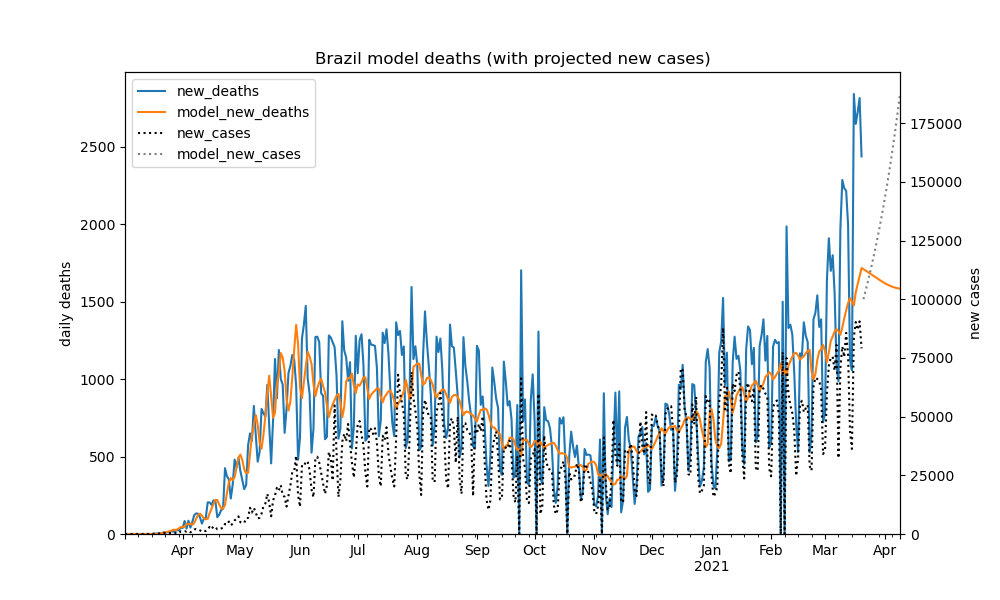 Brazil model deaths (with projected new cases)
new_deaths
model_new_deaths
new_cases
model_new_cases
daily deaths
2500
2000
1500
1000
500
0
175000
150000
125000
100000
75000
50000
25000
0
new cases
Apr May Jun Jul Aug Sep Oct Nov Dec Jan Feb Mar Apr
2021